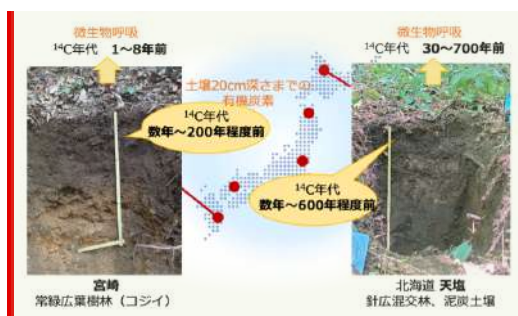 微生物呼吸
¹⁴C年代 1～8年前
微生物呼吸
¹⁴C年代 30～700年前
土壌20cm深さまでの
有機炭素
¹⁴C年代
数年～200年程度前
¹⁴C年代
数年～600年程度前
宮崎
常緑広葉樹林（コジイ）
北海道 天塩
針広混交林、泥炭土壌